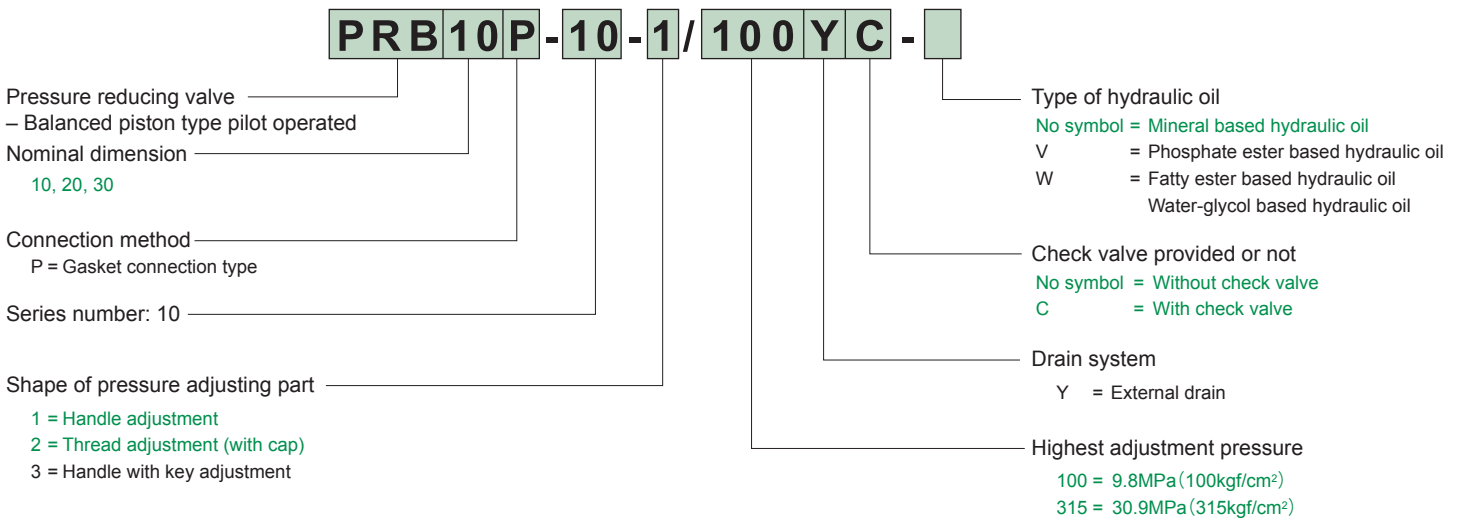 PRB10P-10-1/100YC-
Pressure reducing valve
– Balanced piston type pilot operated
Nominal dimension
10, 20, 30
Connection method
P = Gasket connection type
Series number: 10
Shape of pressure adjusting part
1 = Handle adjustment
2 = Thread adjustment (with cap)
3 = Handle with key adjustment
Type of hydraulic oil
No symbol = Mineral based hydraulic oil
V = Phosphate ester based hydraulic oil
W = Fatty ester based hydraulic oil
Water-glycol based hydraulic oil
Check valve provided or not
No symbol = Without check valve
C = With check valve
Drain system
Y = External drain
Highest adjustment pressure
100 = 9.8MPa（100kgf/cm²）
315 = 30.9MPa（315kgf/cm²）